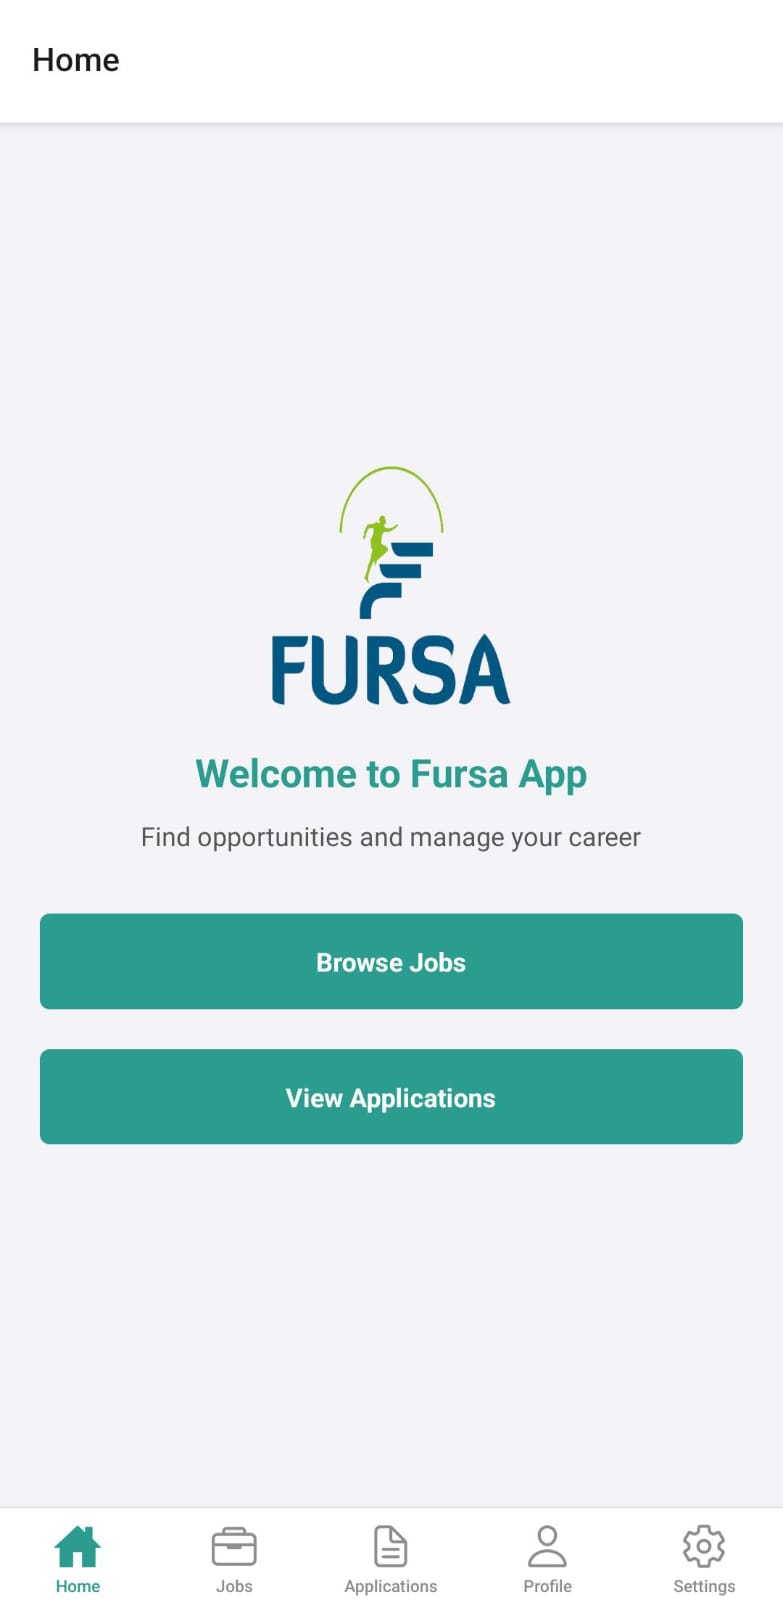 Home
FURSA
Welcome to Fursa App
Find opportunities and manage your career
Browse Jobs
View Applications
Home
Jobs
Applications
Profile
Settings